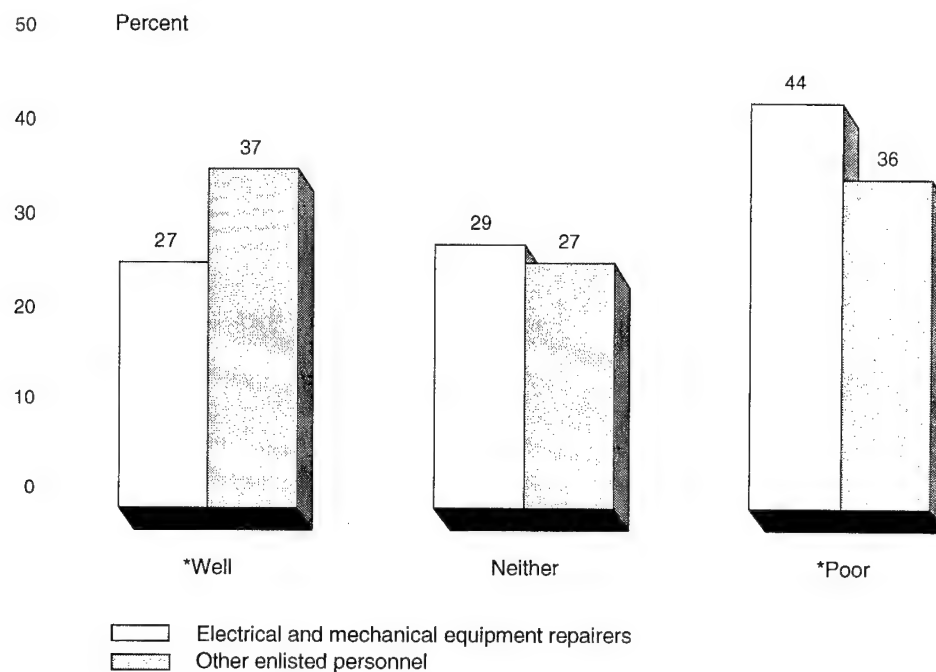 50
Percent
40
30
20
10
0
27
37
29
27
44
36
*Well
Neither
*Poor
Electrical and mechanical equipment repairers
Other enlisted personnel